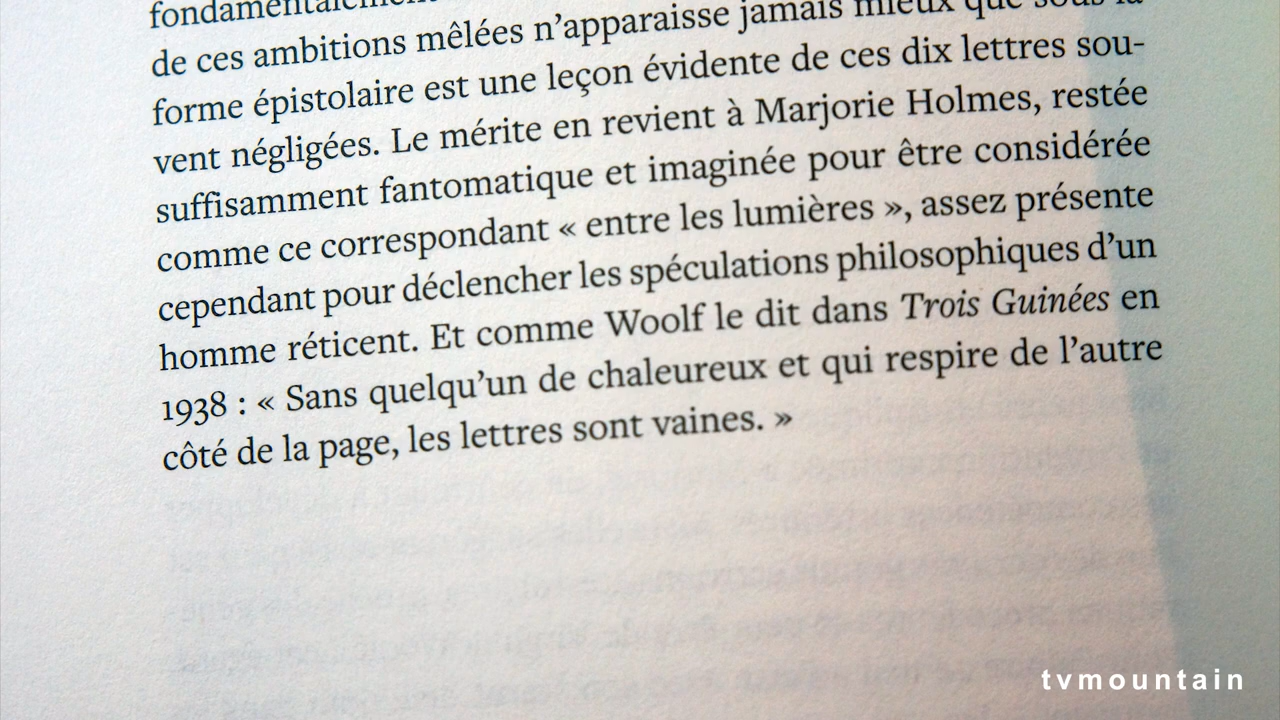 de ces ambitions mêlées n’apparaisse jamais mieux que sous la
forme épistolaire est une leçon évidente de ces dix lettres sou-
vent négligées. Le mérite en revient à Marjorie Holmes, restée
suffisamment fantomatique et imaginée pour être considérée
comme ce correspondant « entre les lumières », assez présente
cependant pour déclencher les spéculations philosophiques d’un
homme réticent. Et comme Woolf le dit dans Trois Guinées en
1938 : « Sans quelqu’un de chaleureux et qui respire de l’autre
côté de la page, les lettres sont vaines. »
tvmountain